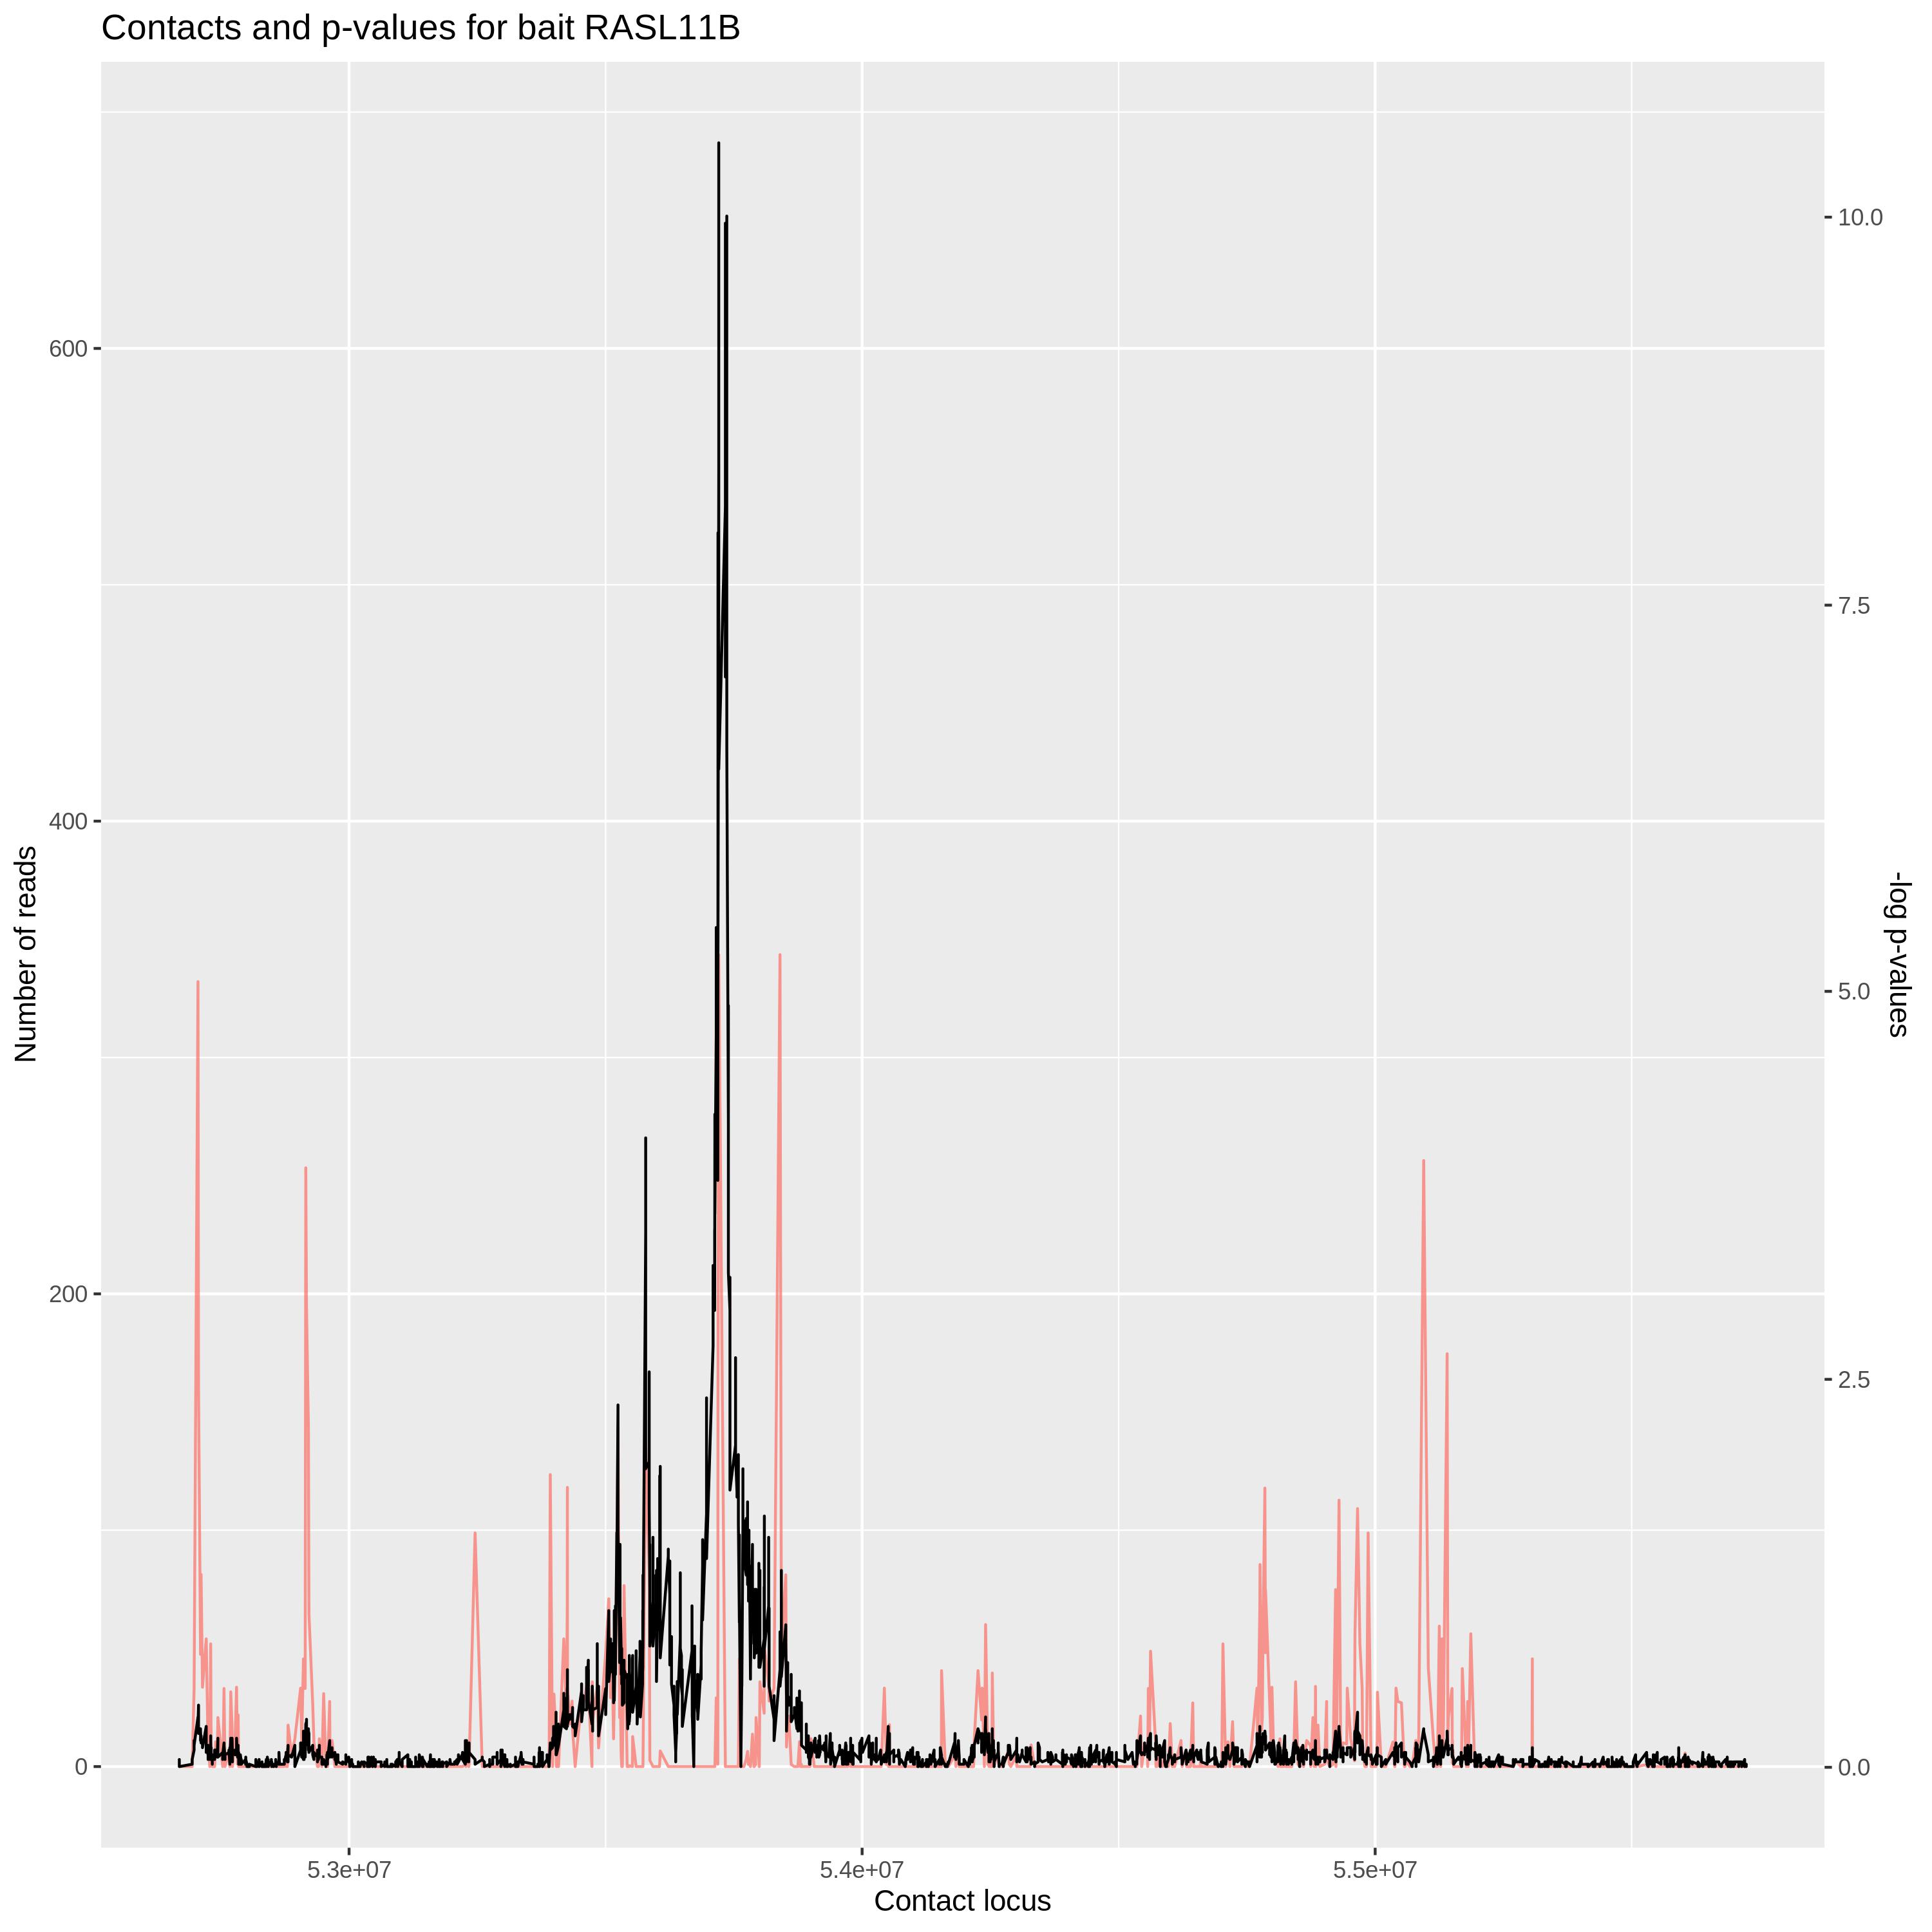 Contacts and p-values for bait RASL11B
Number of reads
600
400
200
0
10.0
7.5
5.0
2.5
0.0
-log p-values
5.3e+07
5.4e+07
5.5e+07
Contact locus